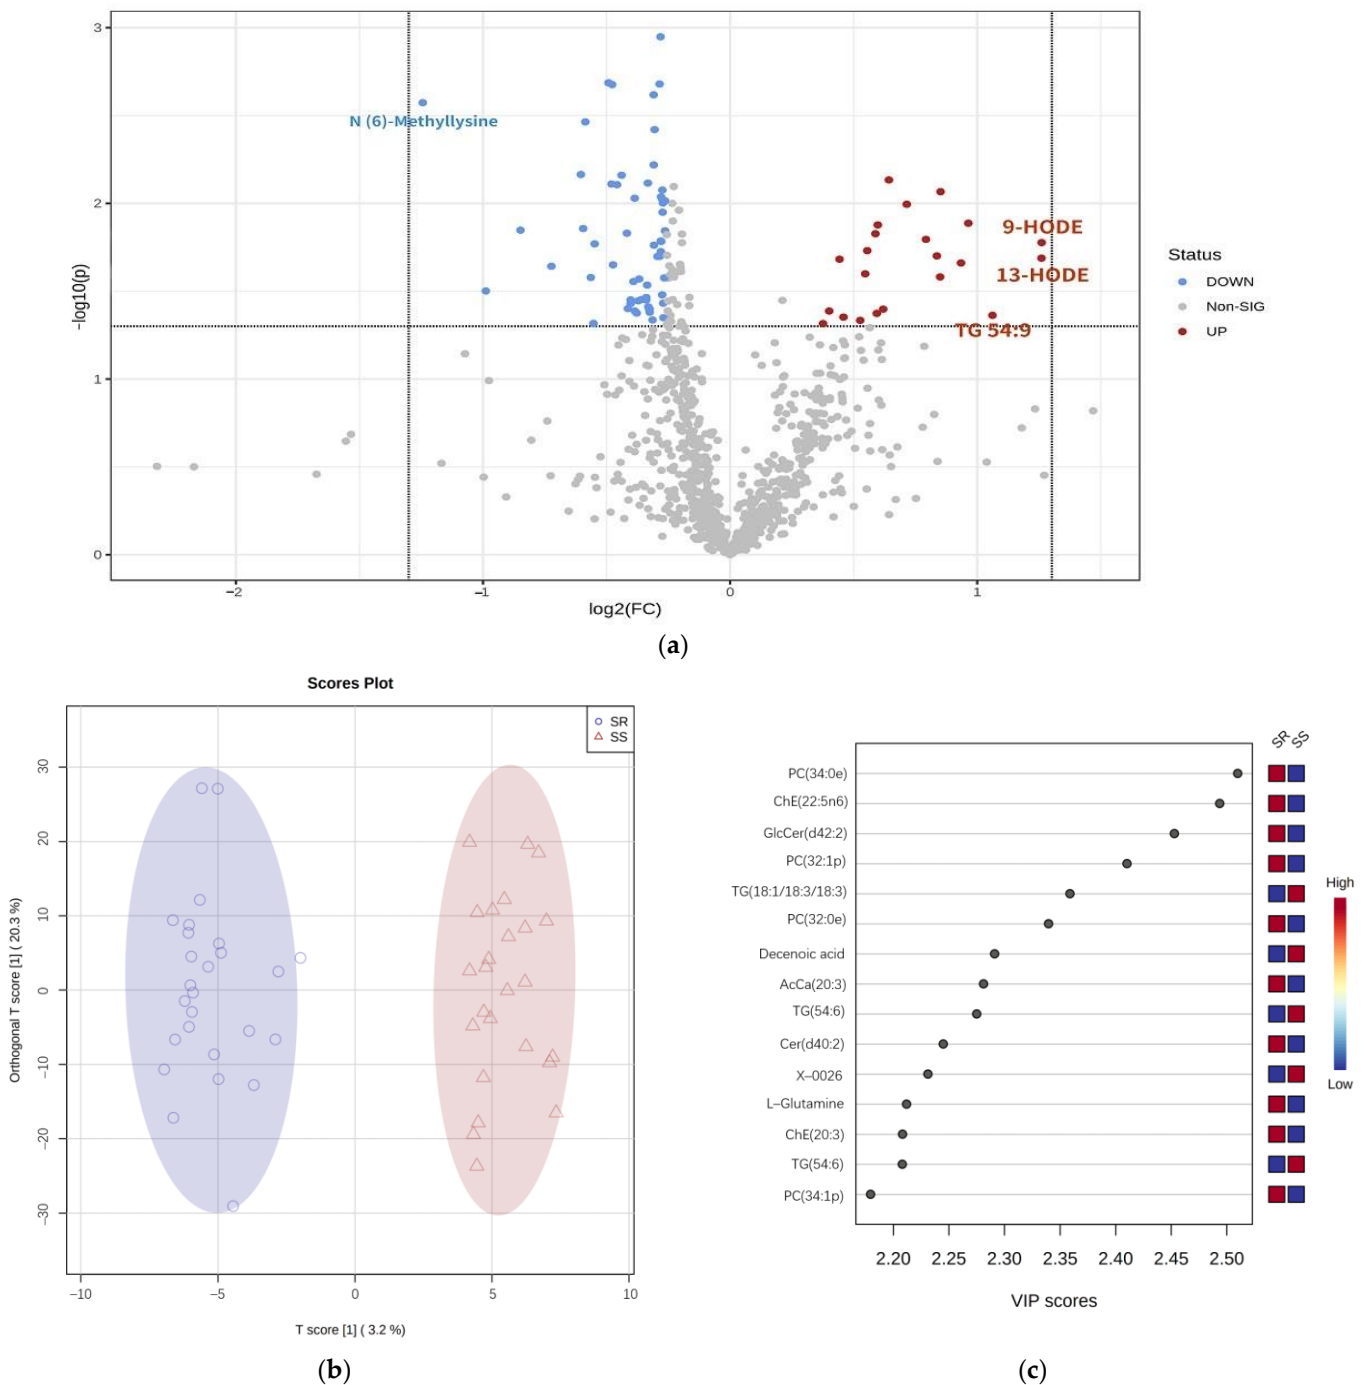 3
2
1
0
-log10(p)
N (6)-Methyllysine
9-HODE
13-HODE
TG 54:9
Status
DOWN
Non-SIG
UP
−2
−1
0
1
log2(FC)
(a)
Scores Plot
SR
SS
30
20
10
0
−10
−20
−30
Orthogonal T score [1] ( 20.3 %)
−10
−5
0
5
10
T score [1] ( 3.2 %)
(b)
SR
SS
PC(34:0e)
ChE(22:5n6)
GlcCer(d42:2)
PC(32:1p)
TG(18:1/18:3/18:3)
PC(32:0e)
Decenoic acid
AcCa(20:3)
TG(54:6)
Cer(d40:2)
X–0026
L–Glutamine
ChE(20:3)
TG(54:6)
PC(34:1p)
High
Low
2.20
2.25
2.30
2.35
2.40
2.45
2.50
VIP scores
(c)